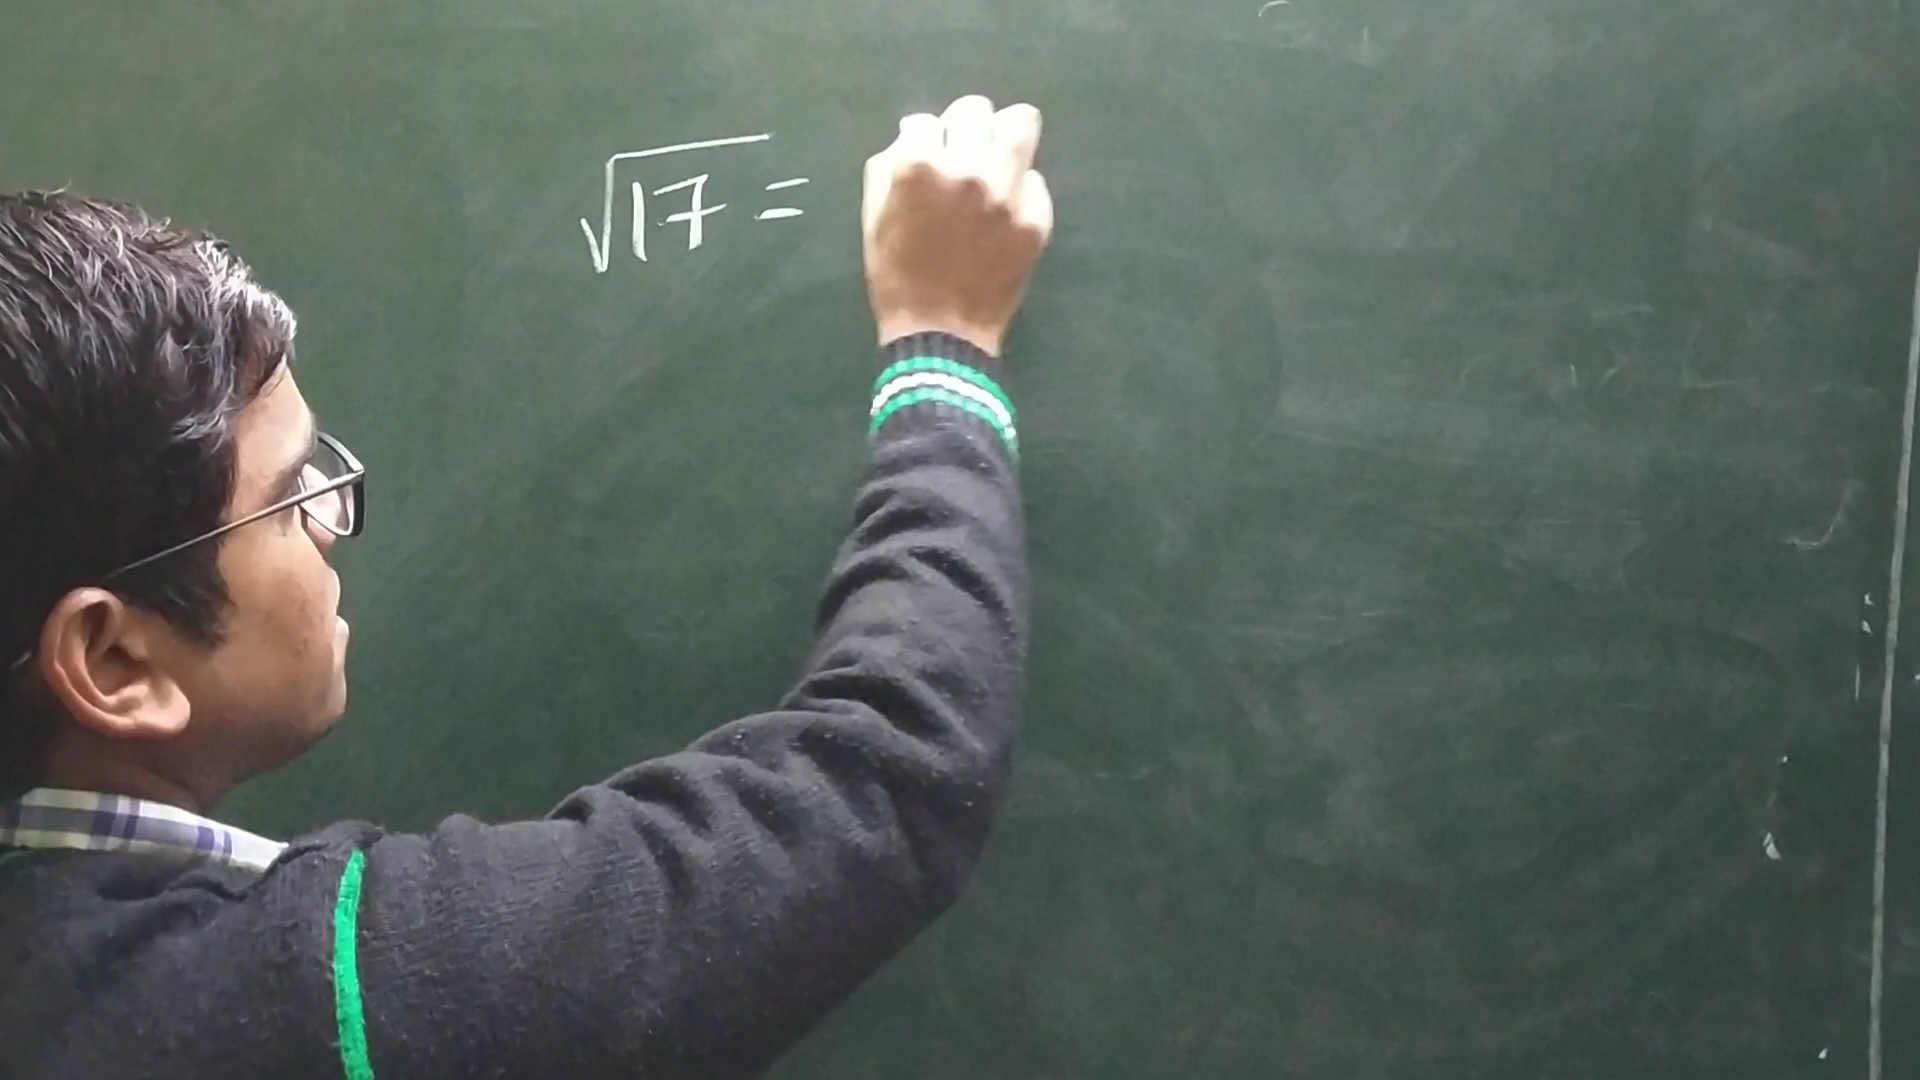 √17 =